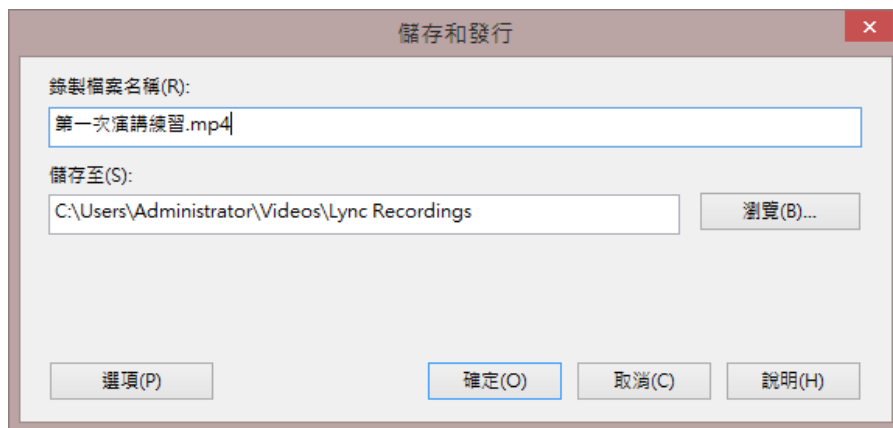 儲存和發行
錄製檔案名稱(R):
第一次演講練習.mp4
儲存至(S):
C:\Users\Administrator\Videos\Lync Recordings
瀏覽(B)...
選項(P)
確定(O)
取消(C)
說明(H)